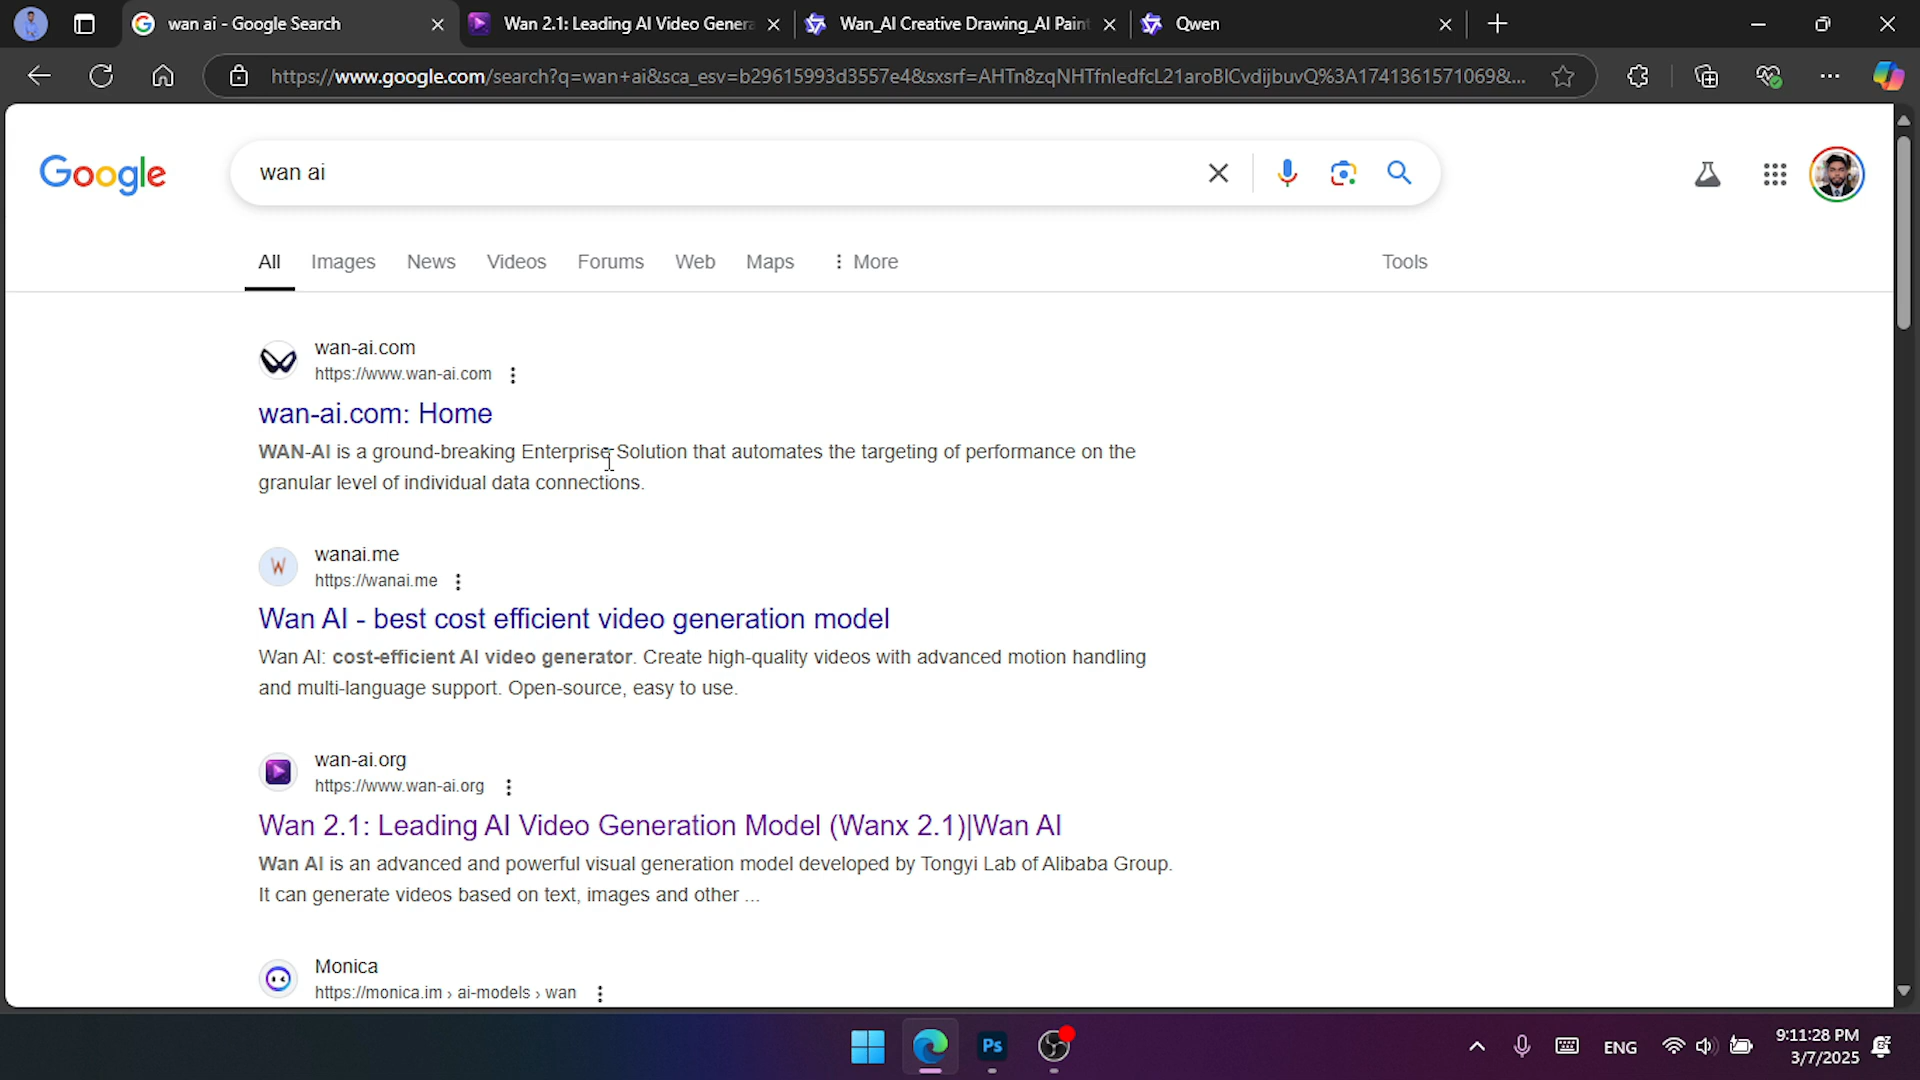 wan ai - Google Search
Wan 2.1: Leading AI Video Genera
Wan_AI Creative Drawing_AI Paint
Qwen
https://www.google.com/search?q=wan+ai&sca_esv=b29615993d3557e4&sxsrf=AHTn8zqNHTfnIedfcL21aroBICvdijbuvQ%3A1741361571069&...
Google
wan ai
All
Images
News
Videos
Forums
Web
Maps
More
Tools
wan-ai.com
https://www.wan-ai.com
wan-ai.com: Home
WAN-AI is a ground-breaking Enterprise Solution that automates the targeting of performance on the
granular level of individual data connections.
W
wanai.me
https://wanai.me
Wan AI - best cost efficient video generation model
Wan AI: cost-efficient AI video generator. Create high-quality videos with advanced motion handling
and multi-language support. Open-source, easy to use.
wan-ai.org
https://www.wan-ai.org
Wan 2.1: Leading AI Video Generation Model (Wanx 2.1)|Wan AI
Wan AI is an advanced and powerful visual generation model developed by Tongyi Lab of Alibaba Group.
It can generate videos based on text, images and other ...
Monica
https://monica.im › ai-models › wan
Ps
ENG
9:11:28 PM
3/7/2025